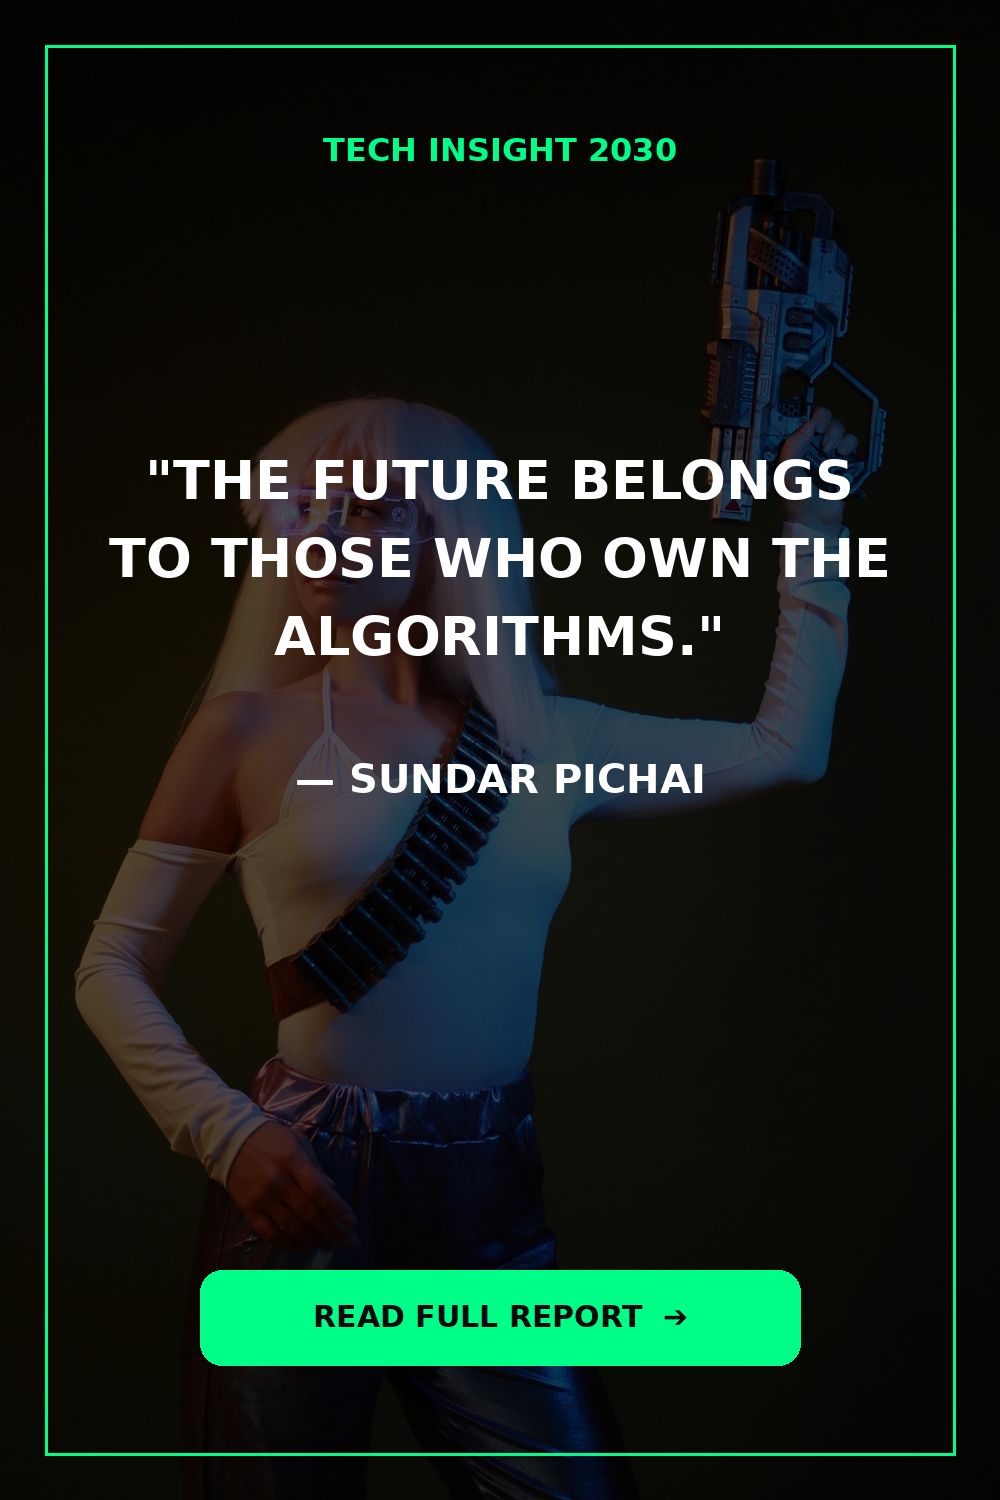 TECH INSIGHT 2030
"THE FUTURE BELONGS
TO THOSE WHO OWN THE
ALGORITHMS."
— SUNDAR PICHAI
READ FULL REPORT ➔